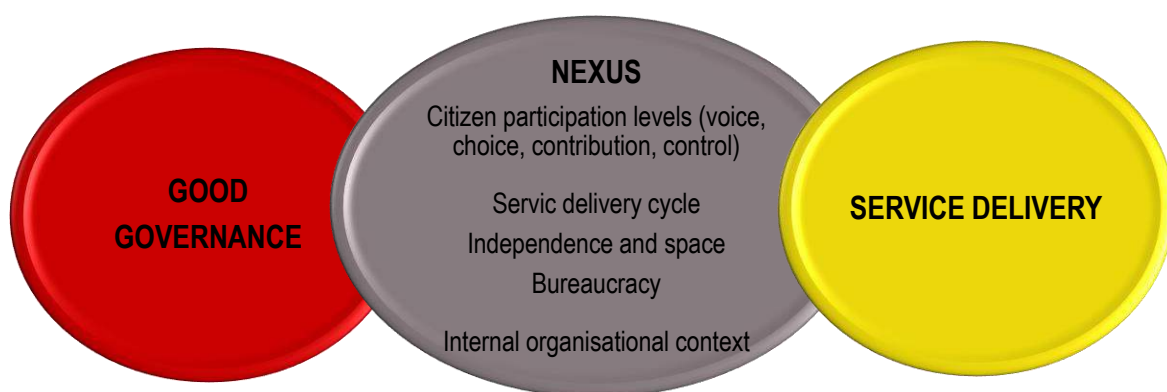 GOOD
GOVERNANCE
NEXUS
Citizen participation levels (voice,
choice, contribution, control)
Servic delivery cycle
Independence and space
Bureaucracy
Internal organisational context
SERVICE DELIVERY